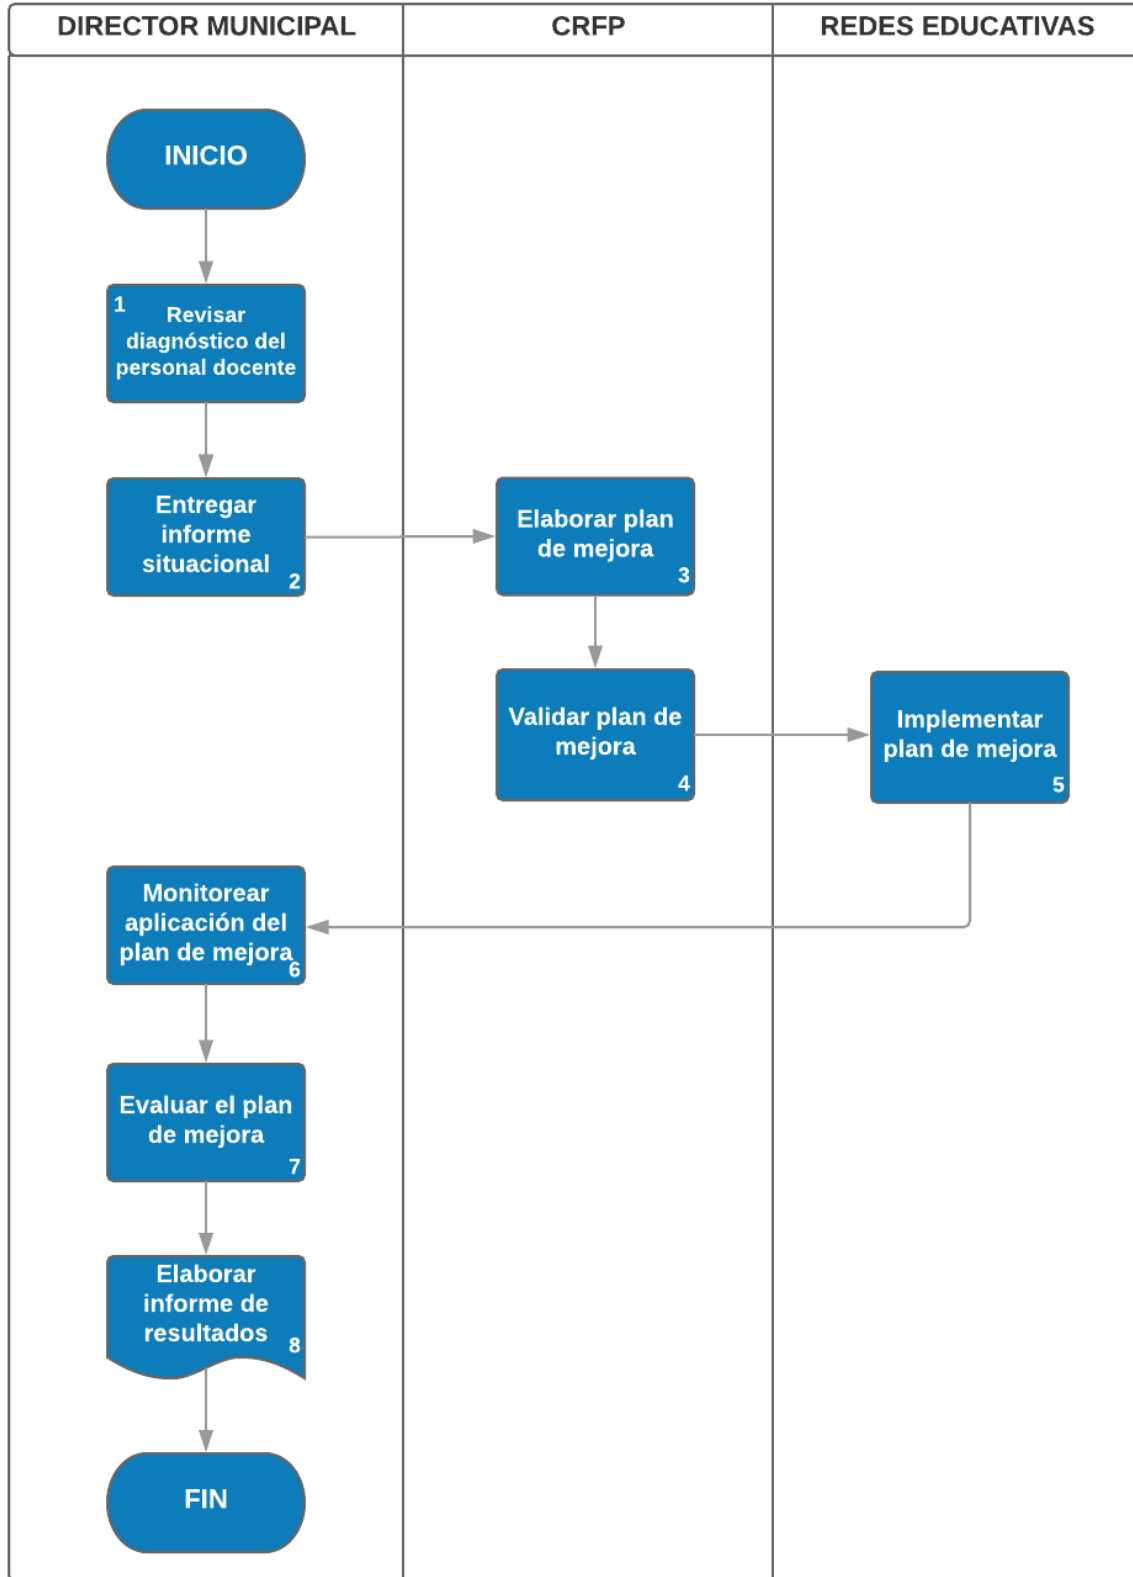 DIRECTOR MUNICIPAL
CRFP
REDES EDUCATIVAS
INICIO
1
Revisar
diagnóstico del
personal docente
Entregar
informe
situacional
2
Elaborar plan
de mejora
3
Validar plan de
mejora
4
Implementar
plan de mejora
5
Monitorear
aplicación del
plan de mejora
6
Evaluar el plan
de mejora
7
Elaborar
informe de
resultados
8
FIN